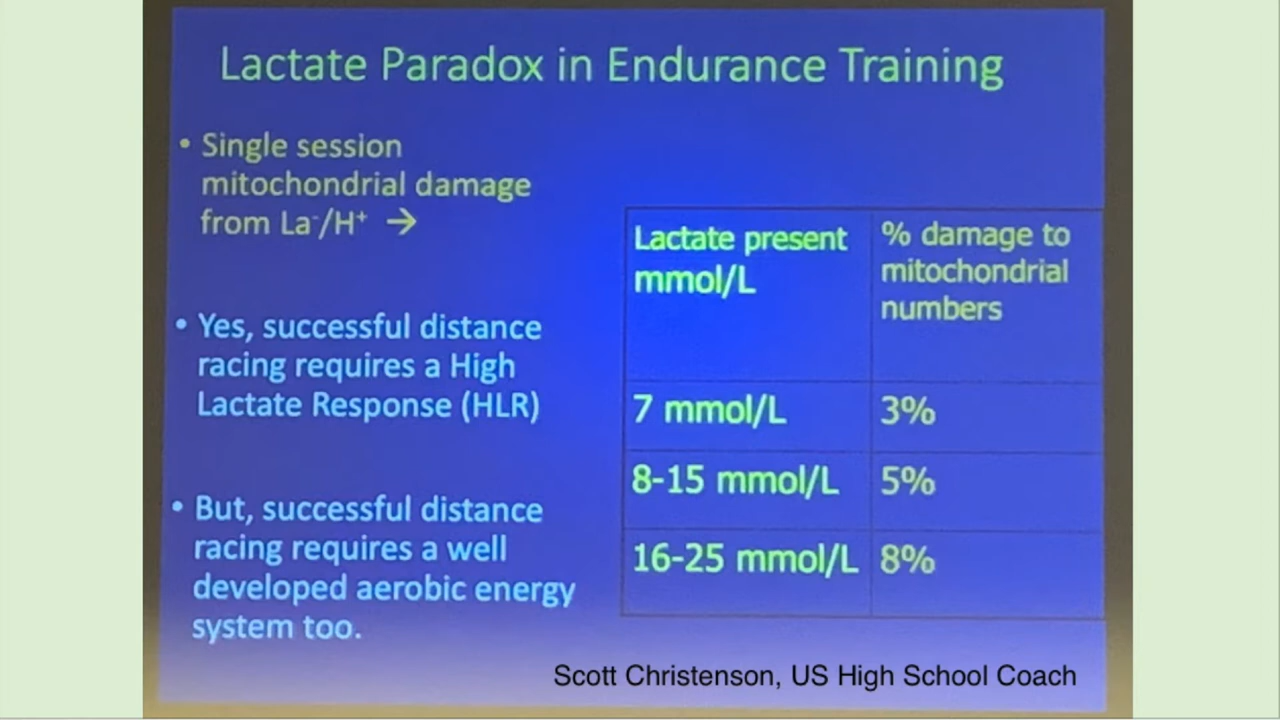 Lactate Paradox in Endurance Training
• Single session
mitochondrial damage
from La⁻/H⁺ →
• Yes, successful distance
racing requires a High
Lactate Response (HLR)
• But, successful distance
racing requires a well
developed aerobic energy
system too.
Lactate present
mmol/L
% damage to
mitochondrial
numbers
7 mmol/L
3%
8-15 mmol/L
5%
16-25 mmol/L
8%
Scott Christenson, US High School Coach